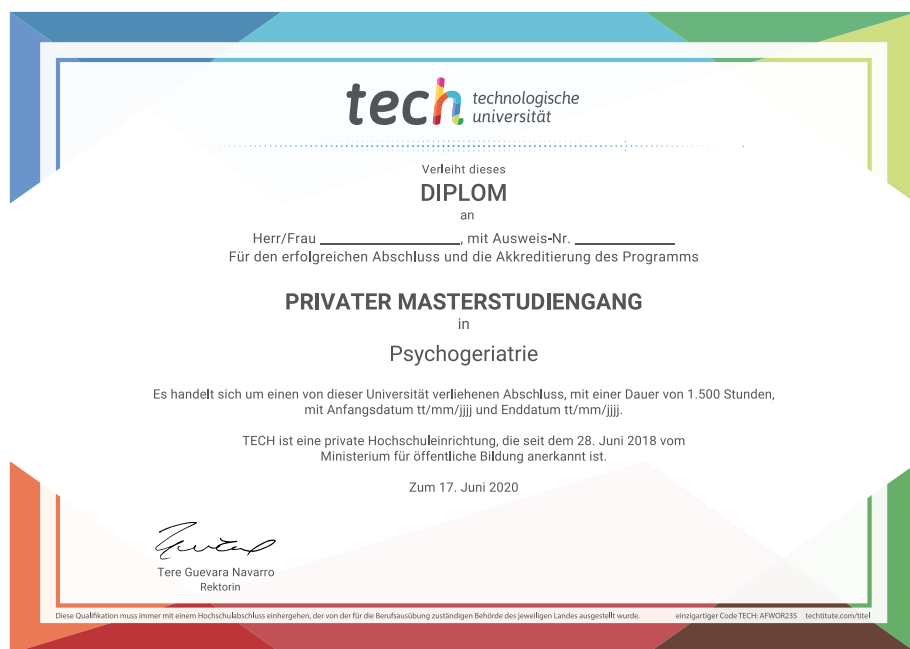 tech technologische
universität
Verleiht dieses
DIPLOM
an
Herr/Frau ____________________, mit Ausweis-Nr. __________________
Für den erfolgreichen Abschluss und die Akkreditierung des Programms
PRIVATER MASTERSTUDIENGANG
in
Psychogeriatrie
Es handelt sich um einen von dieser Universität verliehenen Abschluss, mit einer Dauer von 1.500 Stunden,
mit Anfangsdatum tt/mm/jjjj und Enddatum tt/mm/jjjj.
TECH ist eine private Hochschuleinrichtung, die seit dem 28. Juni 2018 vom
Ministerium für öffentliche Bildung anerkannt ist.
Zum 17. Juni 2020
Tere Guevara Navarro
Rektorin
Diese Qualifikation muss immer mit einem Hochschulabschluss einhergehen, der von der für die Berufsausübung zuständigen Behörde des jeweiligen Landes ausgestellt wurde. einzigartiger Code TECH: AFWOR23S techtitute.com/titel